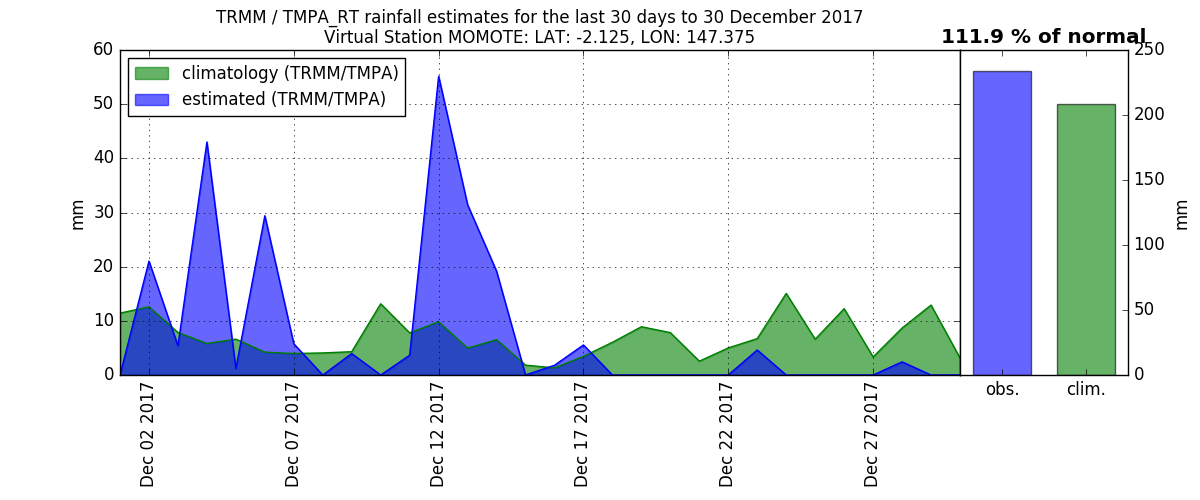 TRMM / TMPA_RT rainfall estimates for the last 30 days to 30 December 2017
Virtual Station MOMOTE: LAT: -2.125, LON: 147.375
111.9 % of normal
climatology (TRMM/TMPA)
estimated (TRMM/TMPA)
60
50
40
30
20
10
0
mm
Dec 02 2017
Dec 07 2017
Dec 12 2017
Dec 17 2017
Dec 22 2017
Dec 27 2017
250
200
150
100
50
0
mm
obs.
clim.